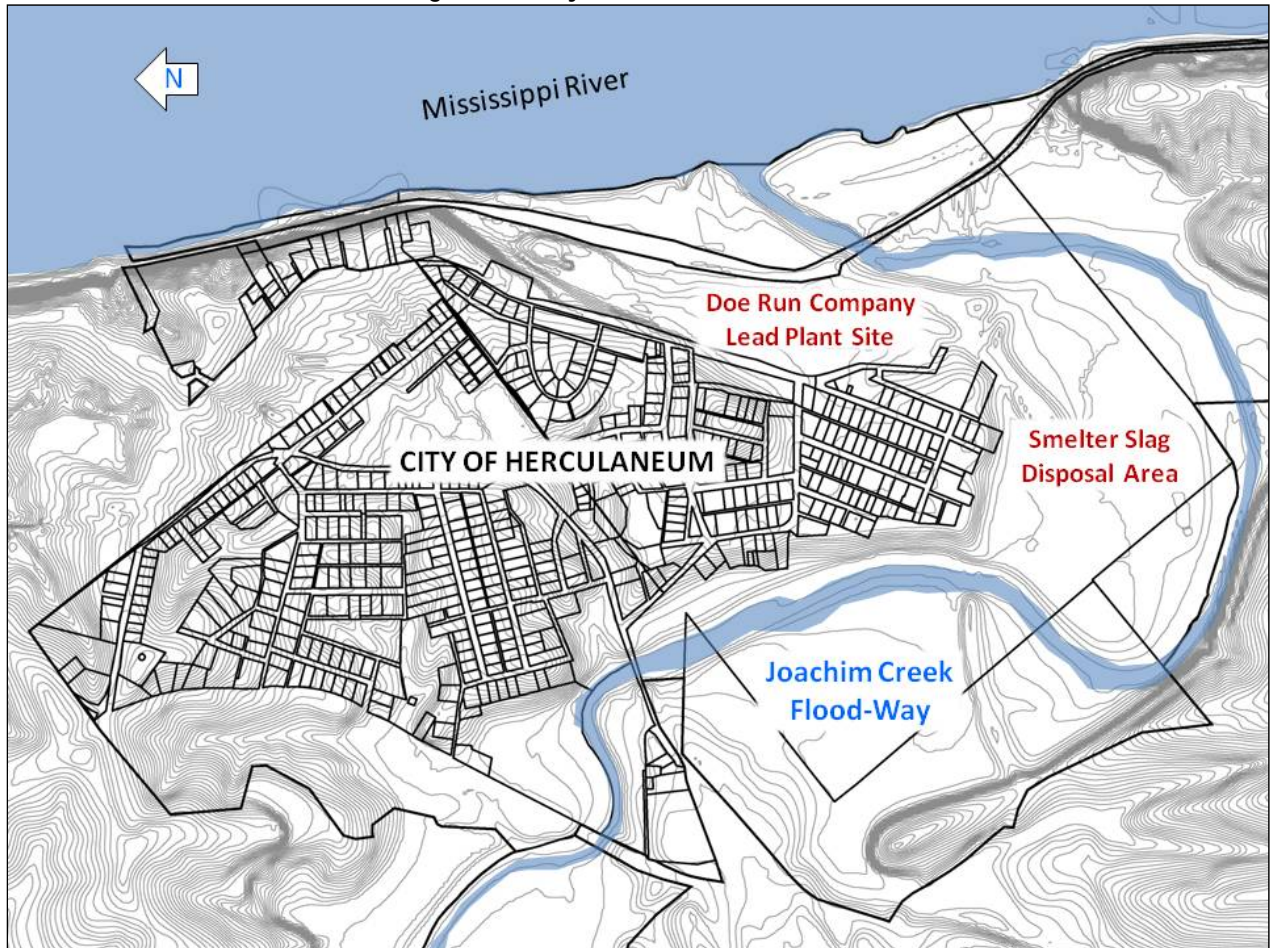 N
Mississippi River
Doe Run Company
Lead Plant Site
CITY OF HERCULANEUM
Smelter Slag
Disposal Area
Joachim Creek
Flood-Way